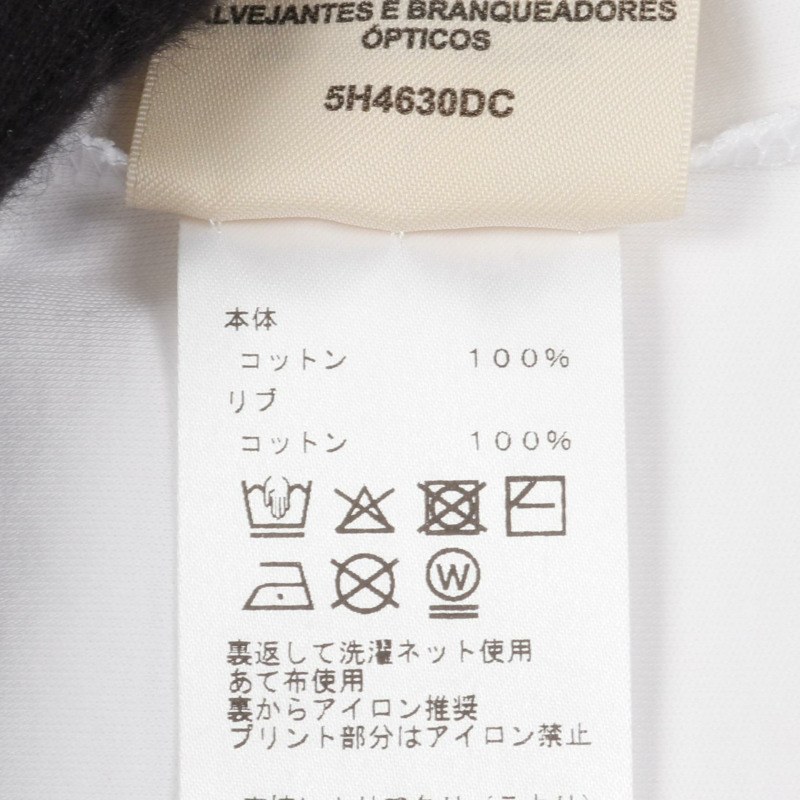 ALVEJANTES E BRANQUEADORES
ÓPTICOS
5H4630DC
本体
コットン １００％
リブ
コットン １００％
W
裏返して洗濯ネット使用
あて布使用
裏からアイロン推奨
プリント部分はアイロン禁止